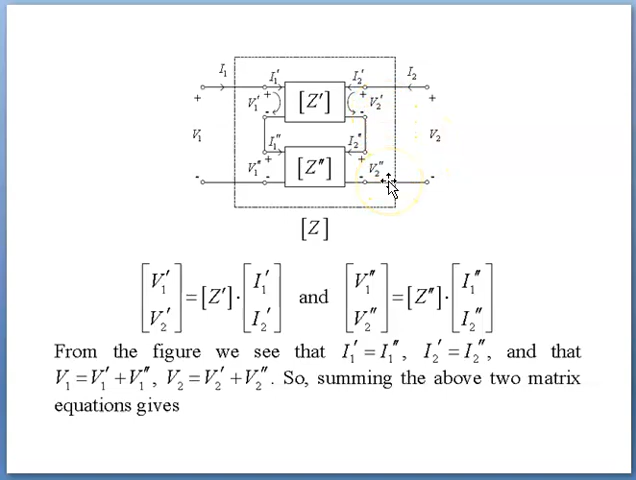 I₁ I₁′ I₂′ I₂
+ + + +
V₁′ [Z′] V₂′
- -
V₁ I₁″ I₂″ V₂
+ +
V₁″ [Z″] V₂″
- - - -
[Z]
[V₁′ V₂′] = [Z′]·[I₁′ I₂′] and [V₁″ V₂″] = [Z″]·[I₁″ I₂″]
From the figure we see that I₁′ = I₁″, I₂′ = I₂″, and that
V₁ = V₁′ + V₁″, V₂ = V₂′ + V₂″. So, summing the above two matrix
equations gives